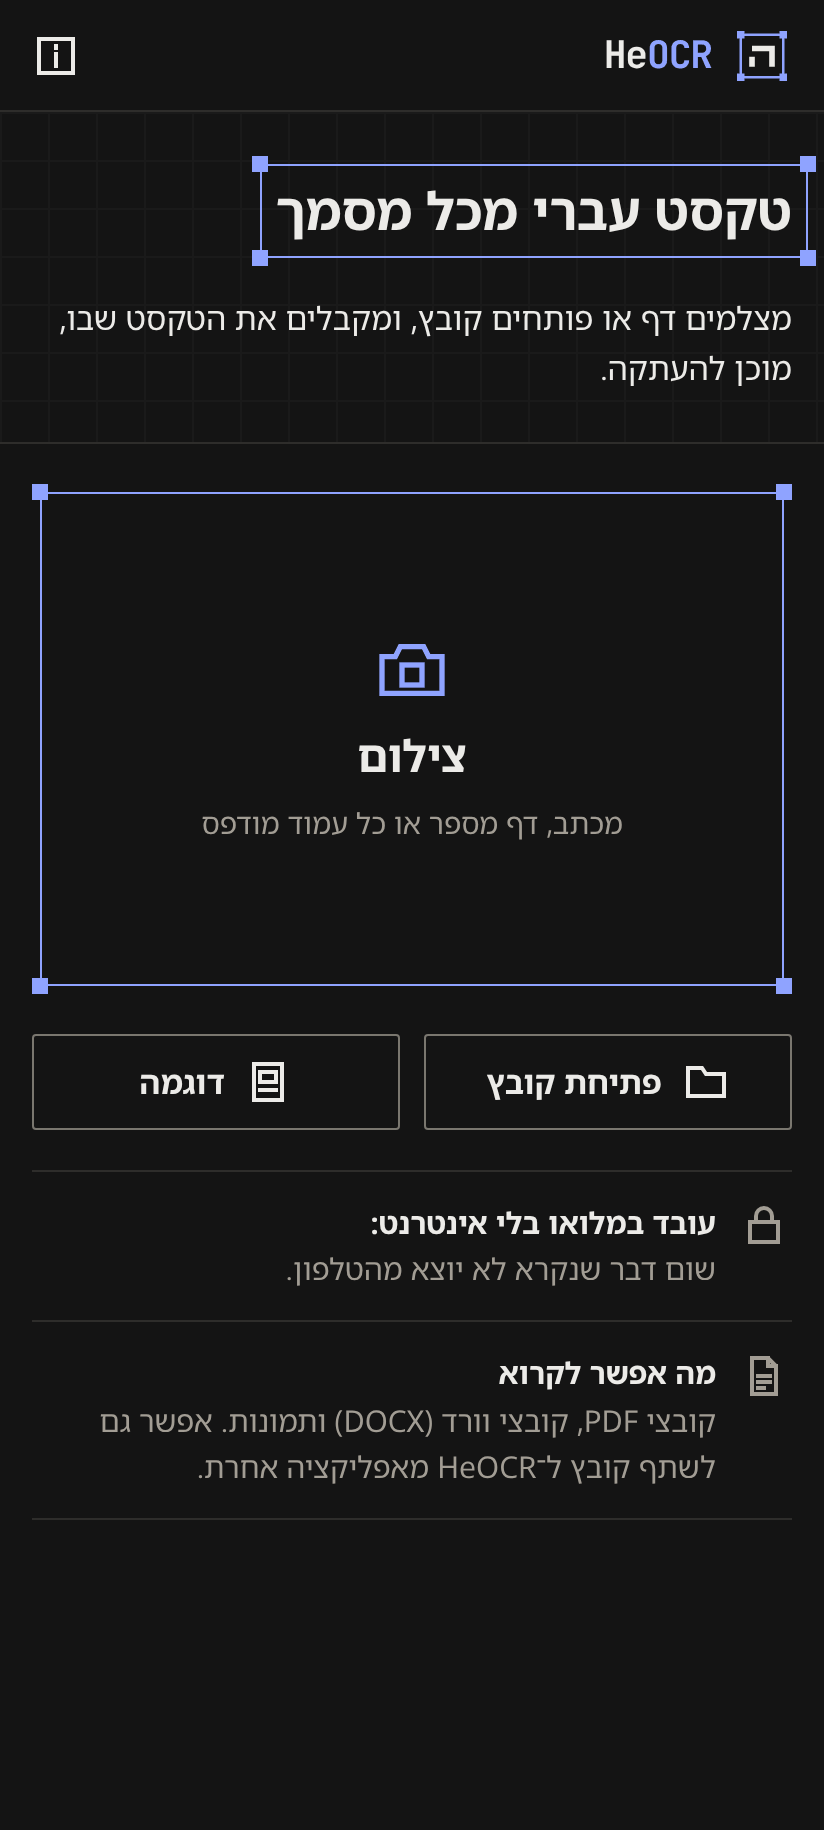 ה HeOCR
טקסט עברי מכל מסמך
מצלמים דף או פותחים קובץ, ומקבלים את הטקסט שבו,
מוכן להעתקה.
צילום
מכתב, דף מספר או כל עמוד מודפס
פתיחת קובץ
דוגמה
עובד במלואו בלי אינטרנט:
שום דבר שנקרא לא יוצא מהטלפון.
מה אפשר לקרוא
קובצי PDF, קובצי וורד (DOCX) ותמונות. אפשר גם
לשתף קובץ ל־HeOCR מאפליקציה אחרת.